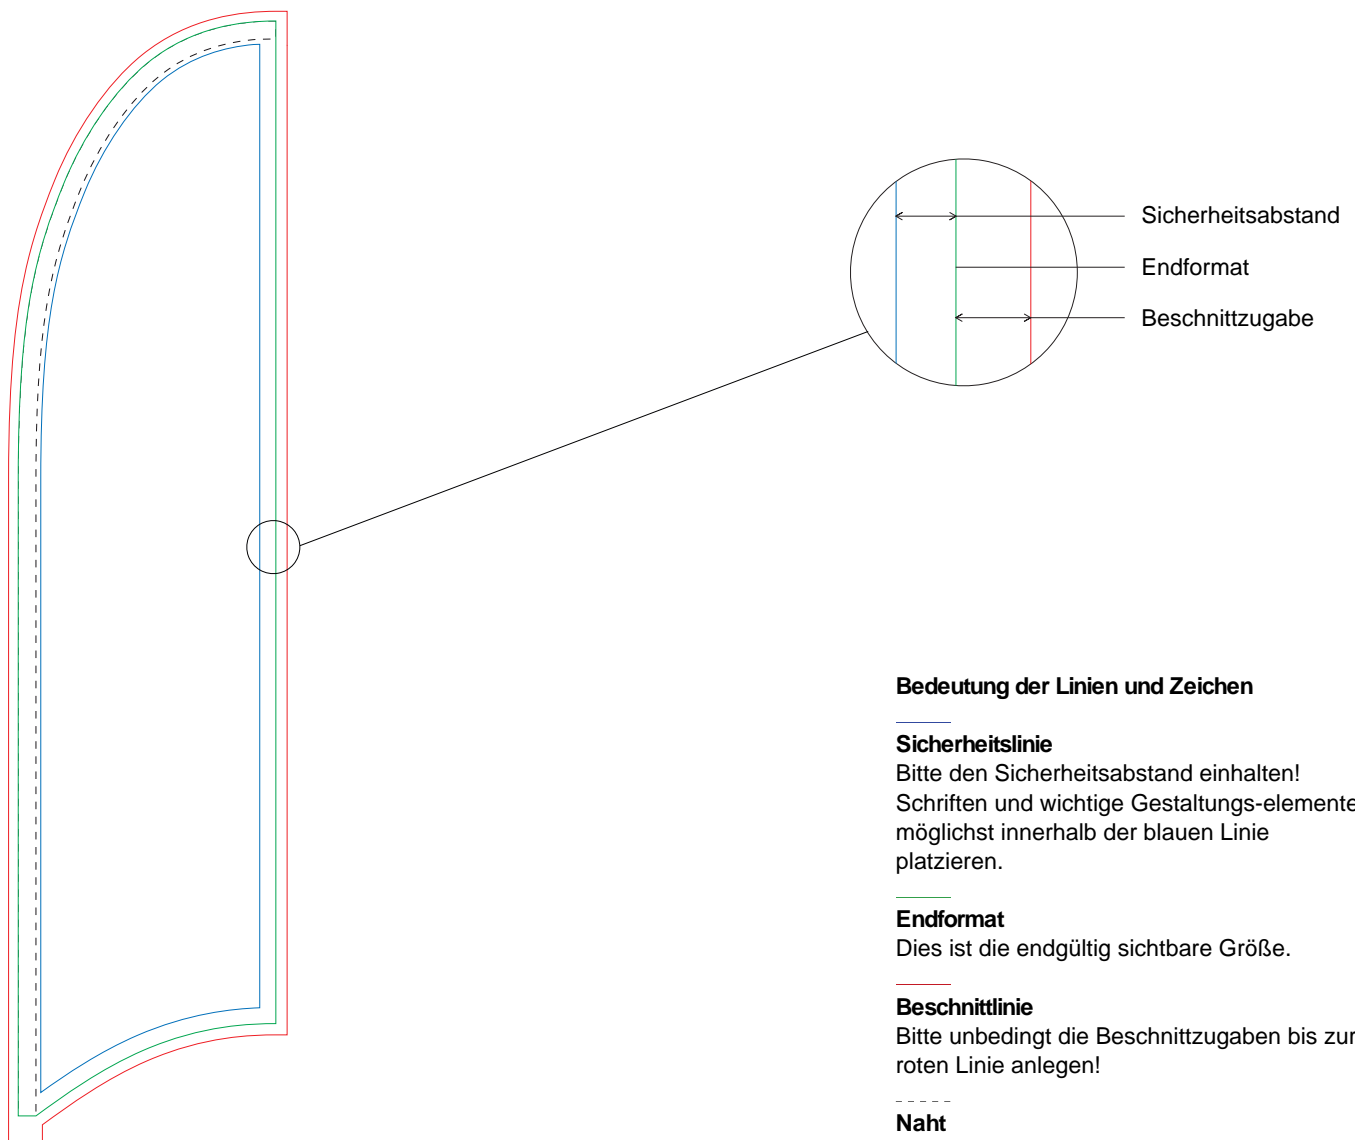 Sicherheitsabstand
Endformat
Beschnittzugabe
Bedeutung der Linien und Zeichen
Sicherheitslinie
Bitte den Sicherheitsabstand einhalten!
Schriften und wichtige Gestaltungs-elemente
möglichst innerhalb der blauen Linie
platzieren.
Endformat
Dies ist die endgültig sichtbare Größe.
Beschnittlinie
Bitte unbedingt die Beschnittzugaben bis zur
roten Linie anlegen!
Naht